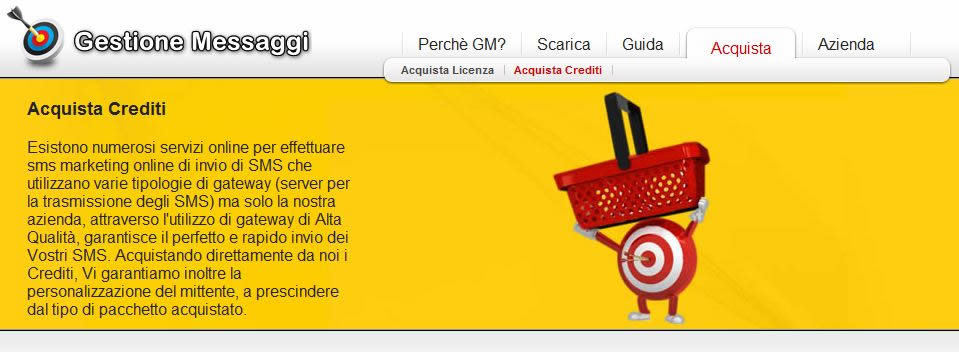 Gestione Messaggi
Perchè GM?
Scarica
Guida
Acquista
Azienda
Acquista Licenza
Acquista Crediti
Acquista Crediti
Esistono numerosi servizi online per effettuare
sms marketing online di invio di SMS che
utilizzano varie tipologie di gateway (server per
la trasmissione degli SMS) ma solo la nostra
azienda, attraverso l'utilizzo di gateway di Alta
Qualità, garantisce il perfetto e rapido invio dei
Vostri SMS. Acquistando direttamente da noi i
Crediti, Vi garantiamo inoltre la
personalizzazione del mittente, a prescindere
dal tipo di pacchetto acquistato.